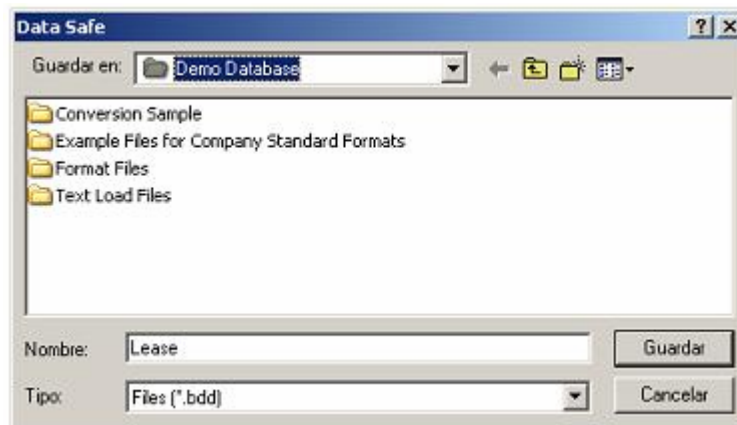 Data Safe
Guardar en: Demo Database
Conversion Sample
Example Files for Company Standard Formats
Format Files
Text Load Files
Nombre: Lease Guardar
Tipo: Files (*.bdd) Cancelar